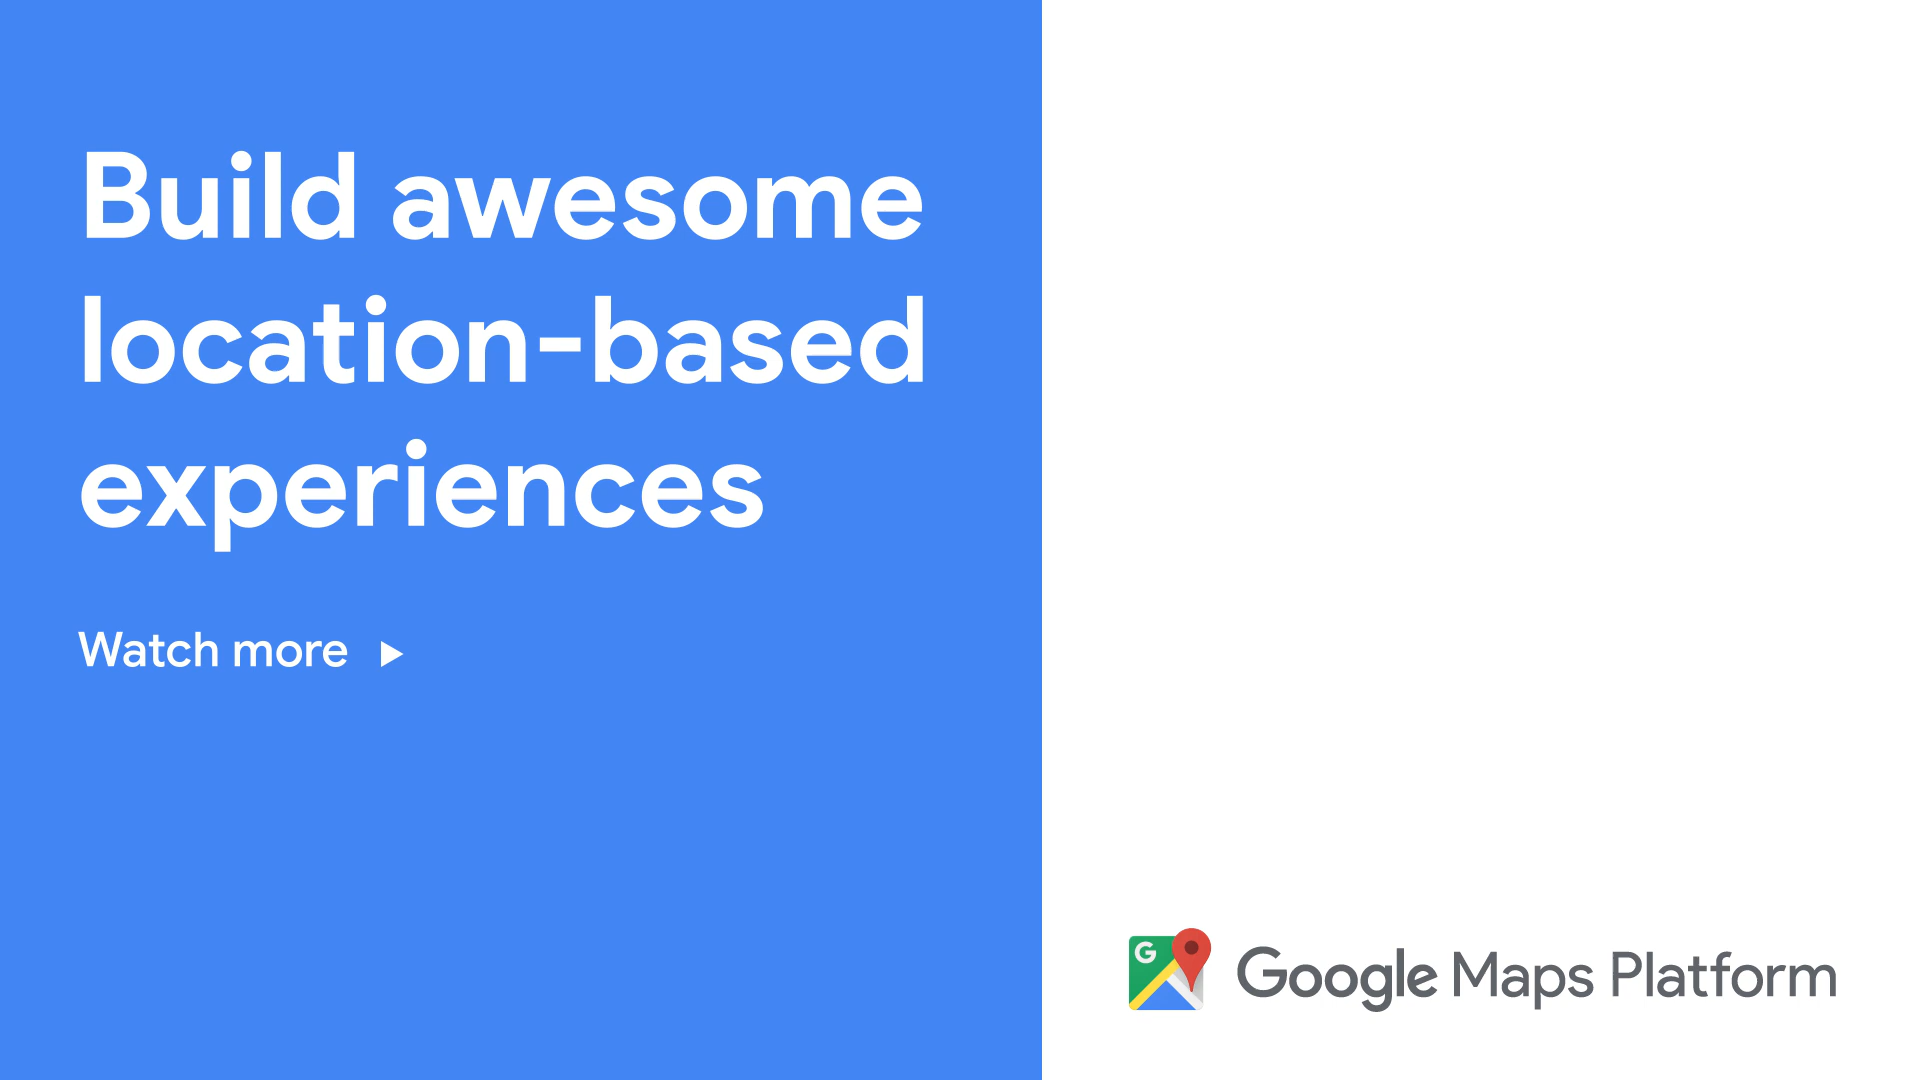 Build awesome
location-based
experiences
Watch more
G
Google Maps Platform